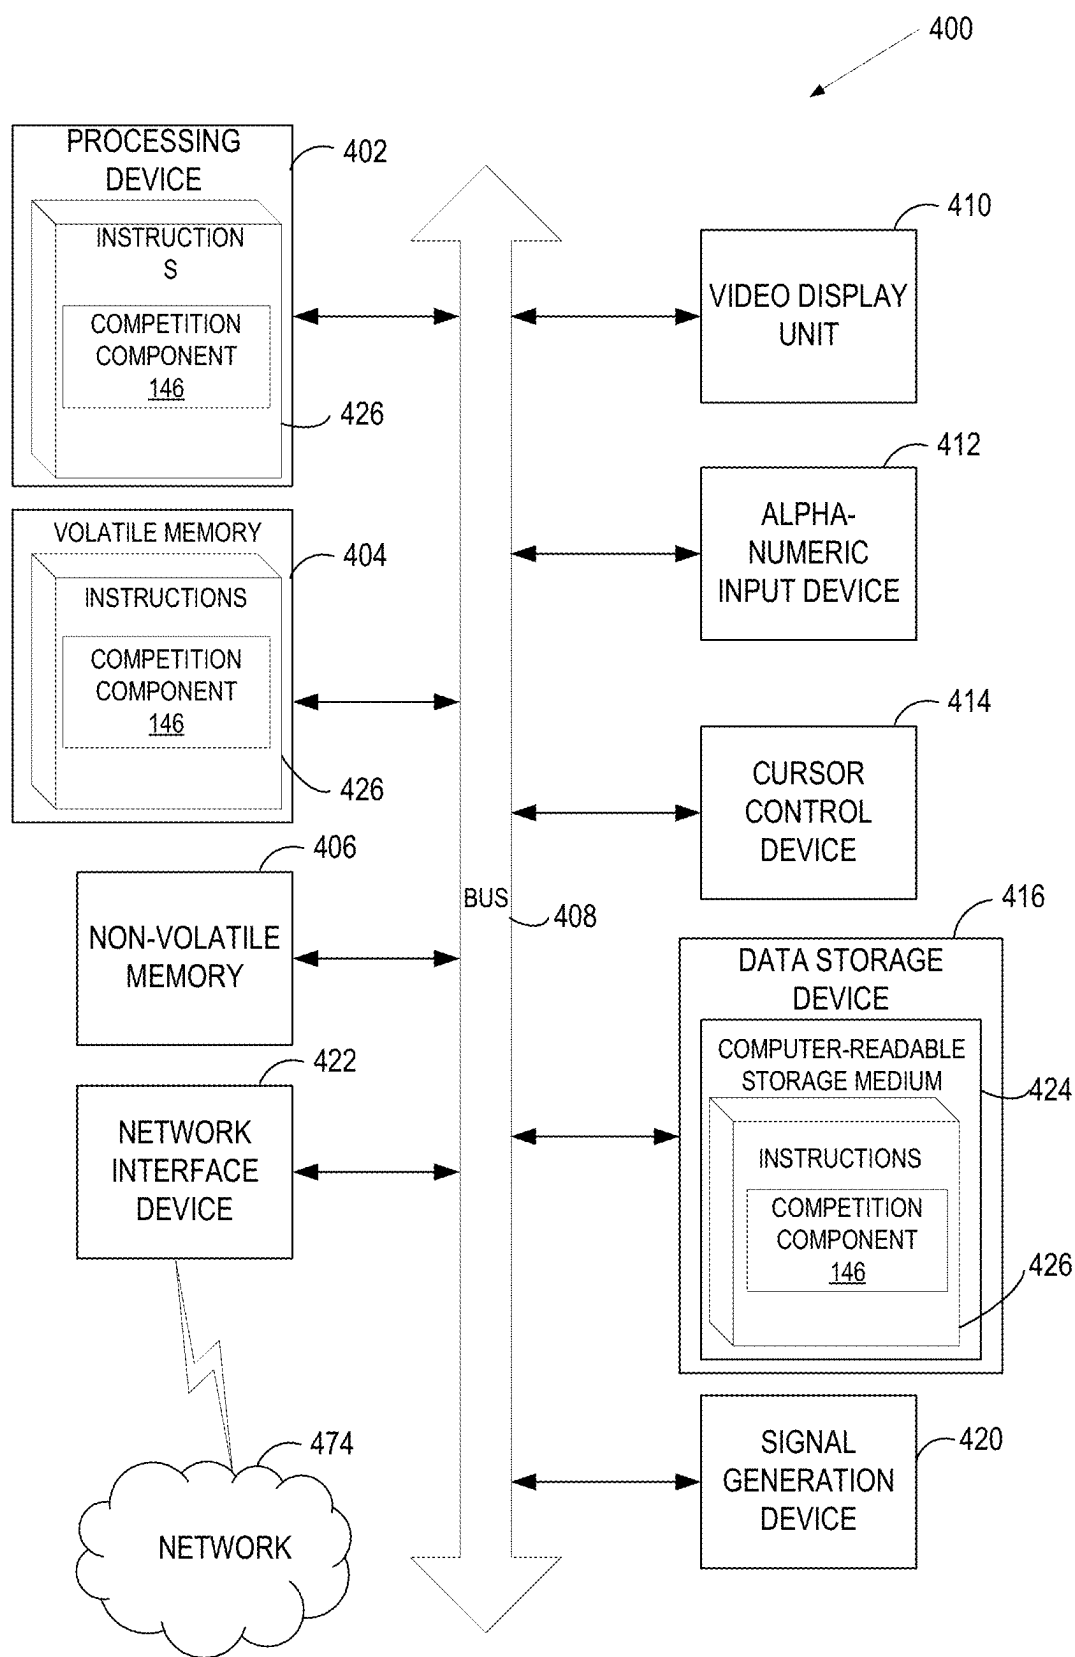 400
PROCESSING
DEVICE
402
INSTRUCTION
S
COMPETITION
COMPONENT
146
426
VOLATILE MEMORY
404
INSTRUCTIONS
COMPETITION
COMPONENT
146
426
406
NON-VOLATILE
MEMORY
422
NETWORK
INTERFACE
DEVICE
474
NETWORK
BUS
408
410
VIDEO DISPLAY
UNIT
412
ALPHA-
NUMERIC
INPUT DEVICE
414
CURSOR
CONTROL
DEVICE
416
DATA STORAGE
DEVICE
COMPUTER-READABLE
STORAGE MEDIUM
424
INSTRUCTIONS
COMPETITION
COMPONENT
146
426
SIGNAL
GENERATION
DEVICE
420